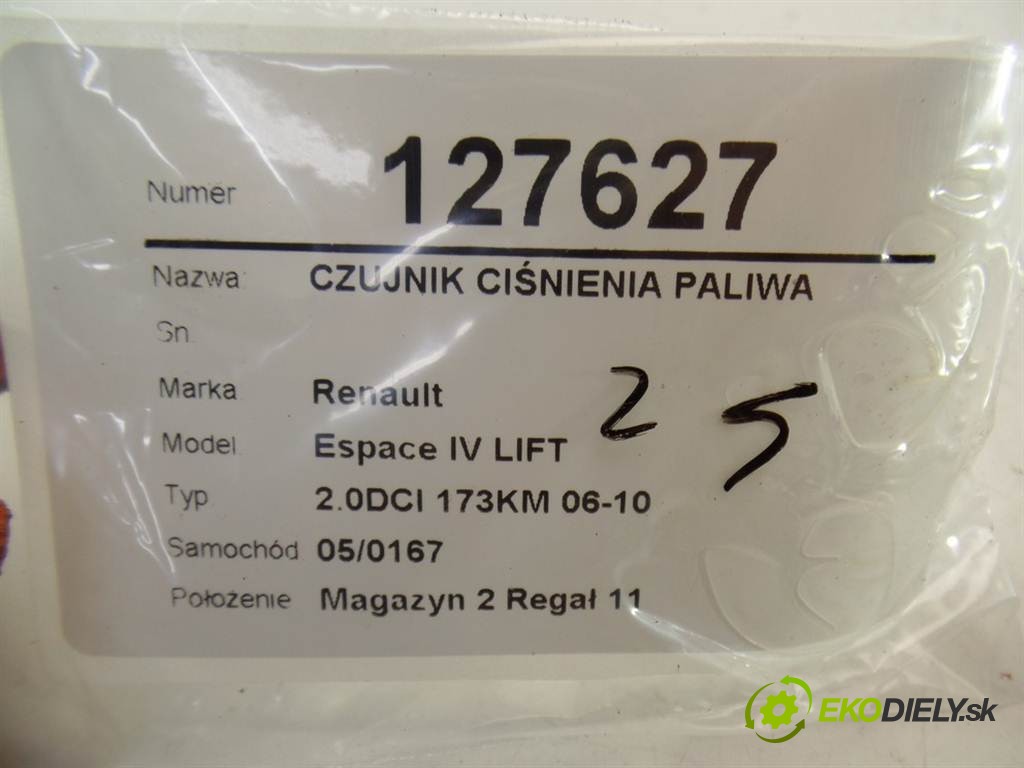 Numer 127627
Nazwa: CZUJNIK CIŚNIENIA PALIWA
Sn.
Marka Renault
Model: Espace IV LIFT
Typ 2.0DCI 173KM 06-10
Samochód 05/0167
Położenie Magazyn 2 Regał 11
2 5
EKODIELY.sk